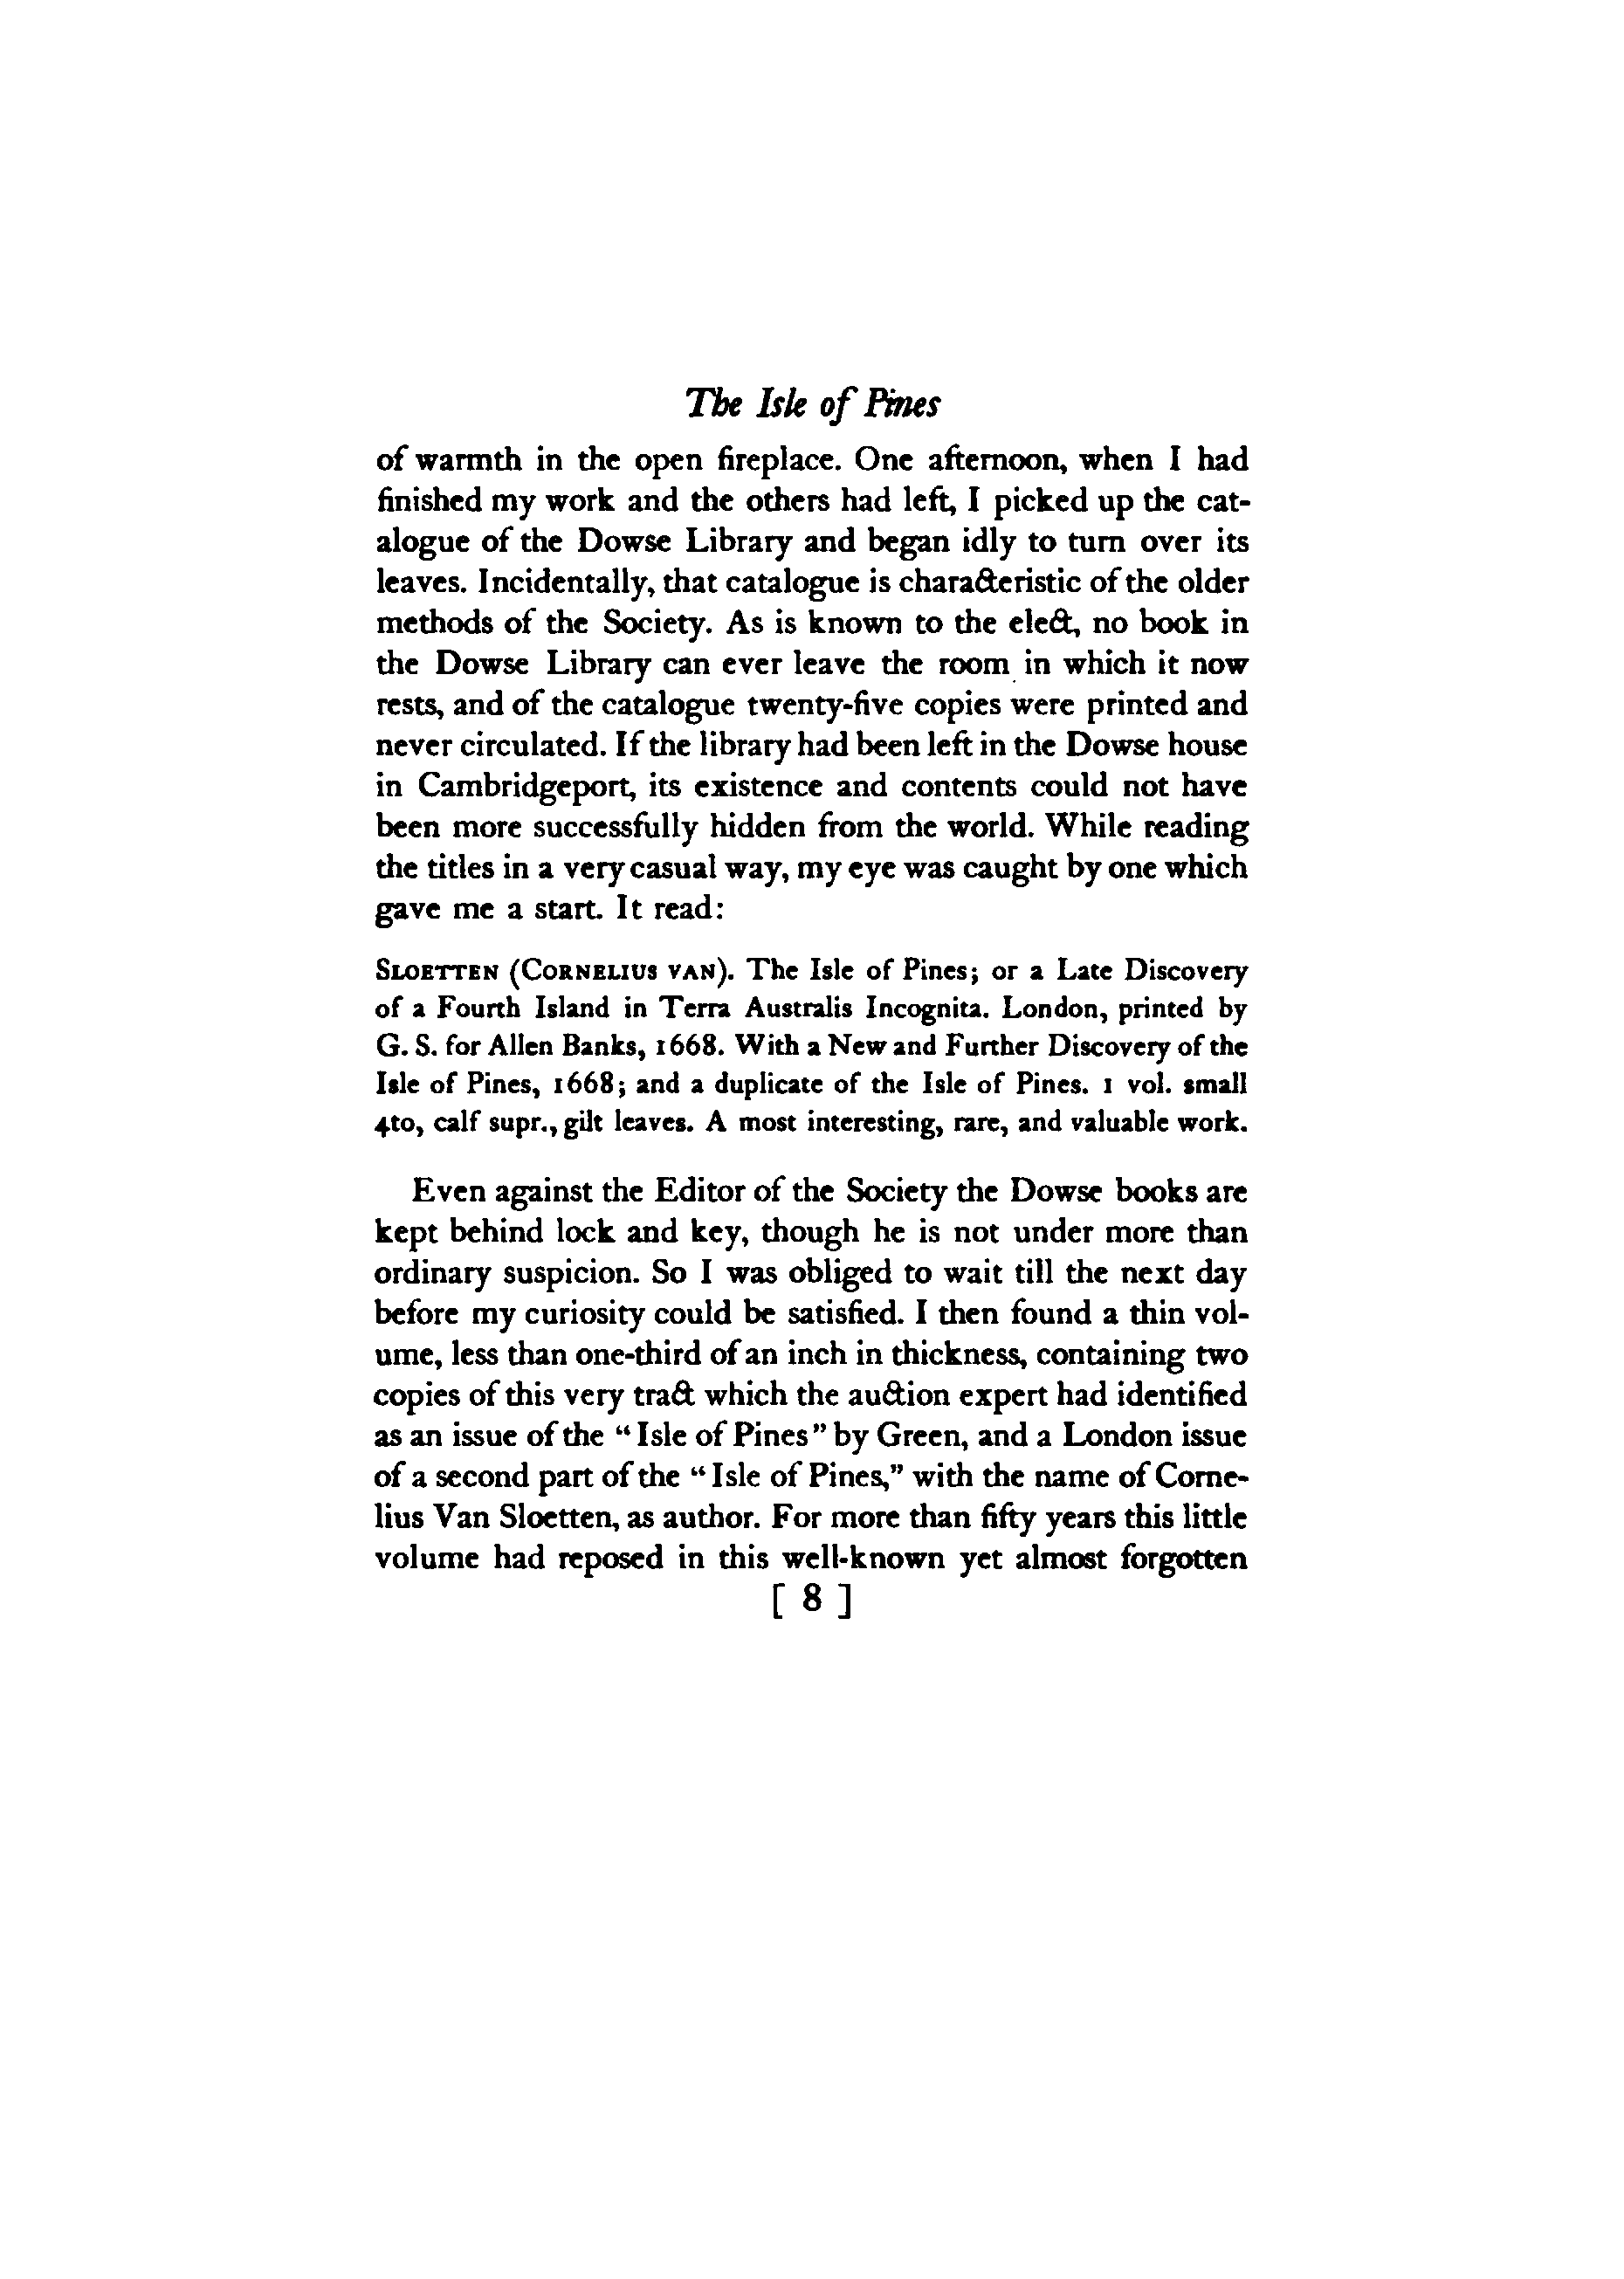 The Isle of Pines
of warmth in the open fireplace. One afternoon, when I had
finished my work and the others had left, I picked up the cat-
alogue of the Dowse Library and began idly to turn over its
leaves. Incidentally, that catalogue is characteristic of the older
methods of the Society. As is known to the elect, no book in
the Dowse Library can ever leave the room in which it now
rests, and of the catalogue twenty-five copies were printed and
never circulated. If the library had been left in the Dowse house
in Cambridgeport, its existence and contents could not have
been more successfully hidden from the world. While reading
the titles in a very casual way, my eye was caught by one which
gave me a start. It read:
SLOETTEN (CORNELIUS VAN). The Isle of Pines; or a Late Discovery
of a Fourth Island in Terra Australis Incognita. London, printed by
G. S. for Allen Banks, 1668. With a New and Further Discovery of the
Isle of Pines, 1668; and a duplicate of the Isle of Pines. 1 vol. small
4to, calf supr., gilt leaves. A most interesting, rare, and valuable work.
Even against the Editor of the Society the Dowse books are
kept behind lock and key, though he is not under more than
ordinary suspicion. So I was obliged to wait till the next day
before my curiosity could be satisfied. I then found a thin vol-
ume, less than one-third of an inch in thickness, containing two
copies of this very tract which the auction expert had identified
as an issue of the “Isle of Pines” by Green, and a London issue
of a second part of the “Isle of Pines,” with the name of Corne-
lius Van Sloetten, as author. For more than fifty years this little
volume had reposed in this well-known yet almost forgotten
[ 8 ]